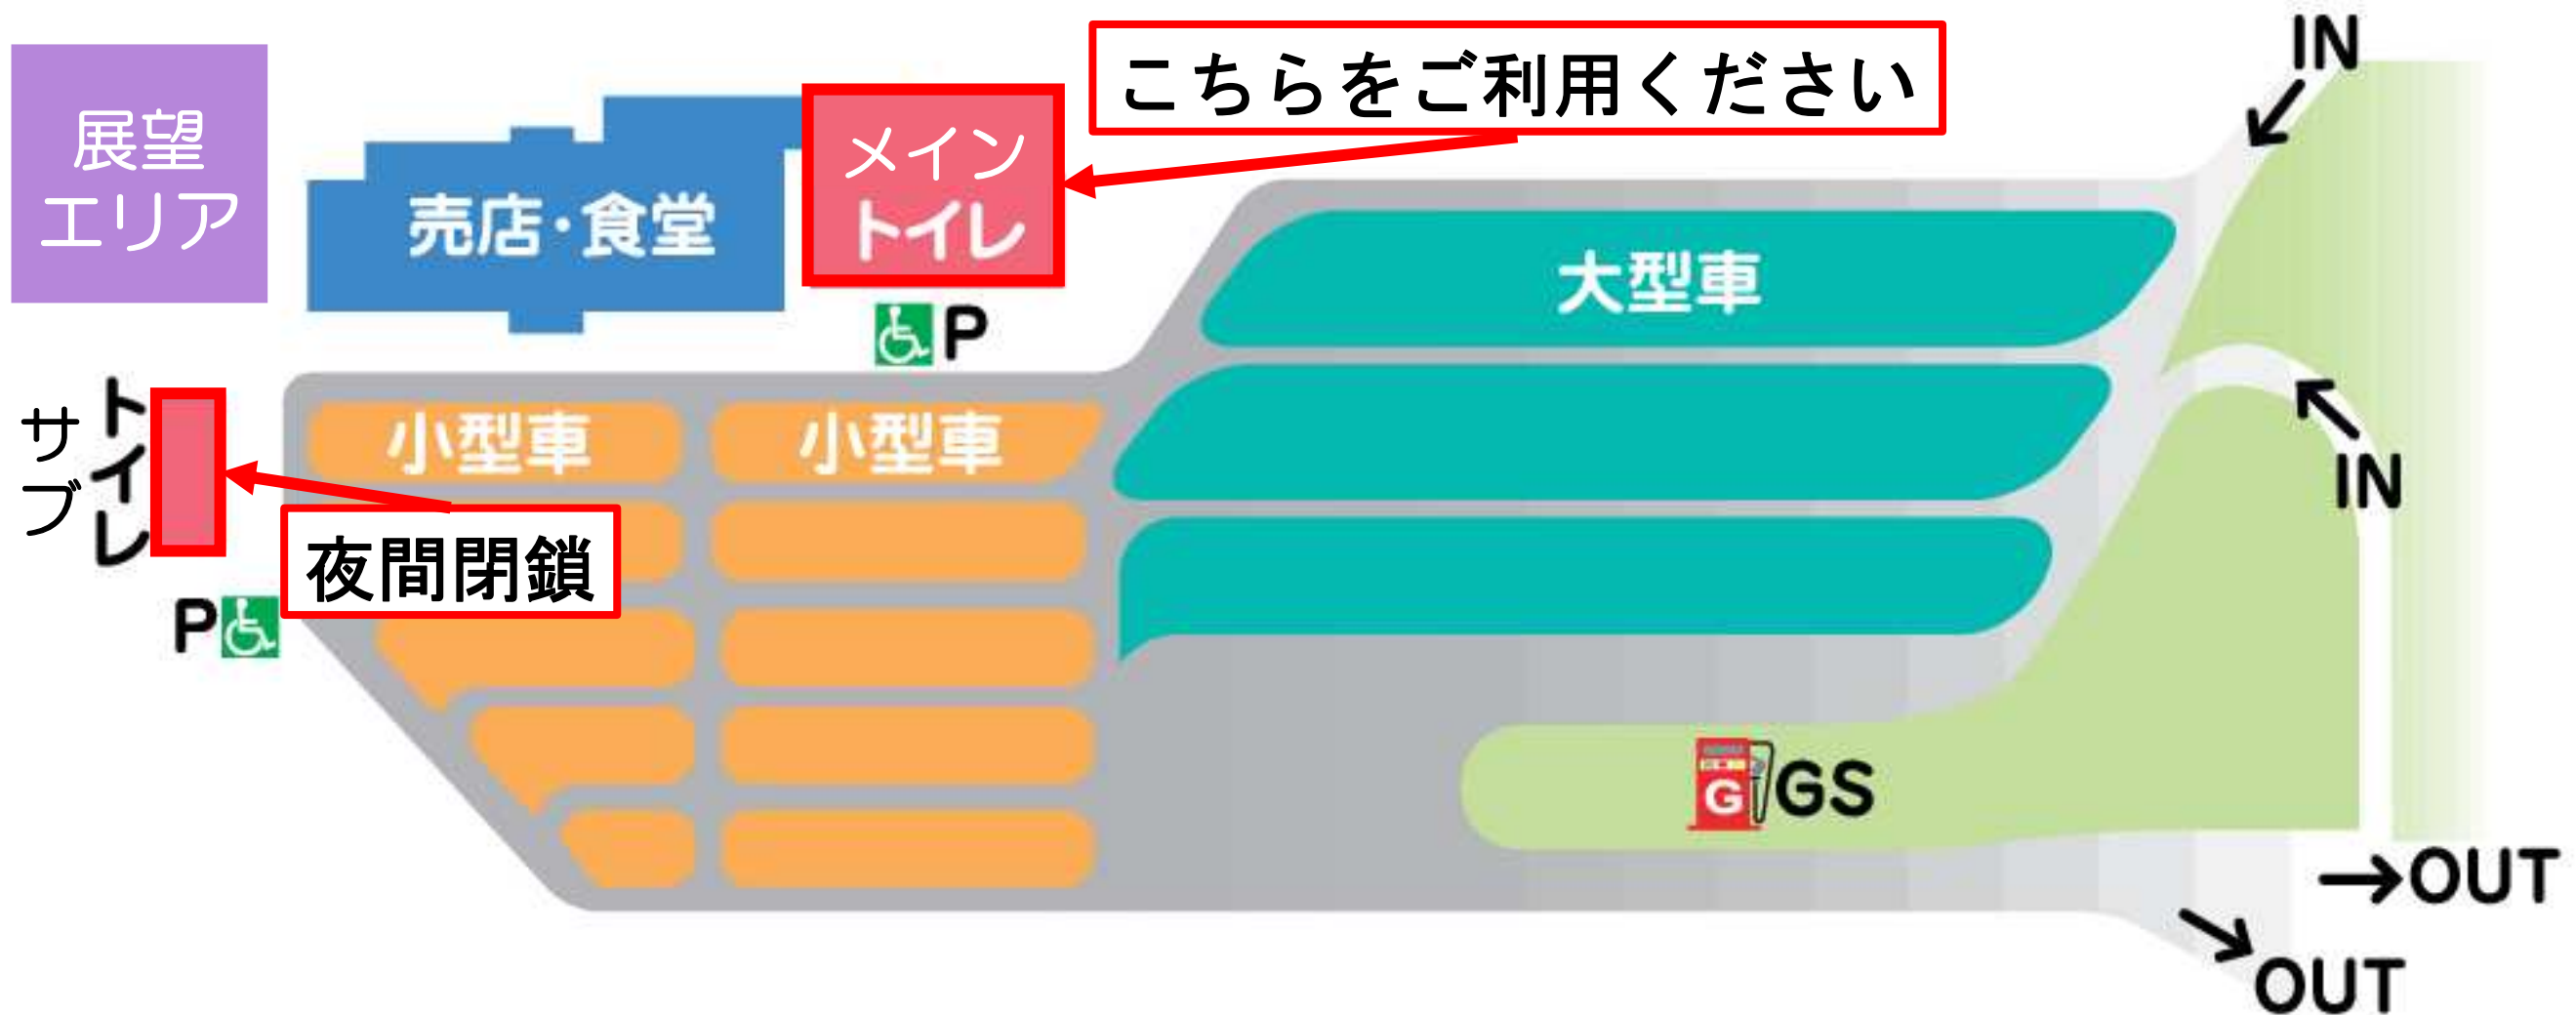 展望
エリア
売店・食堂
メイン
トイレ
こちらをご利用ください
IN
P
大型車
サブ
トイレ
小型車
小型車
IN
夜間閉鎖
P
G
GS
OUT
OUT